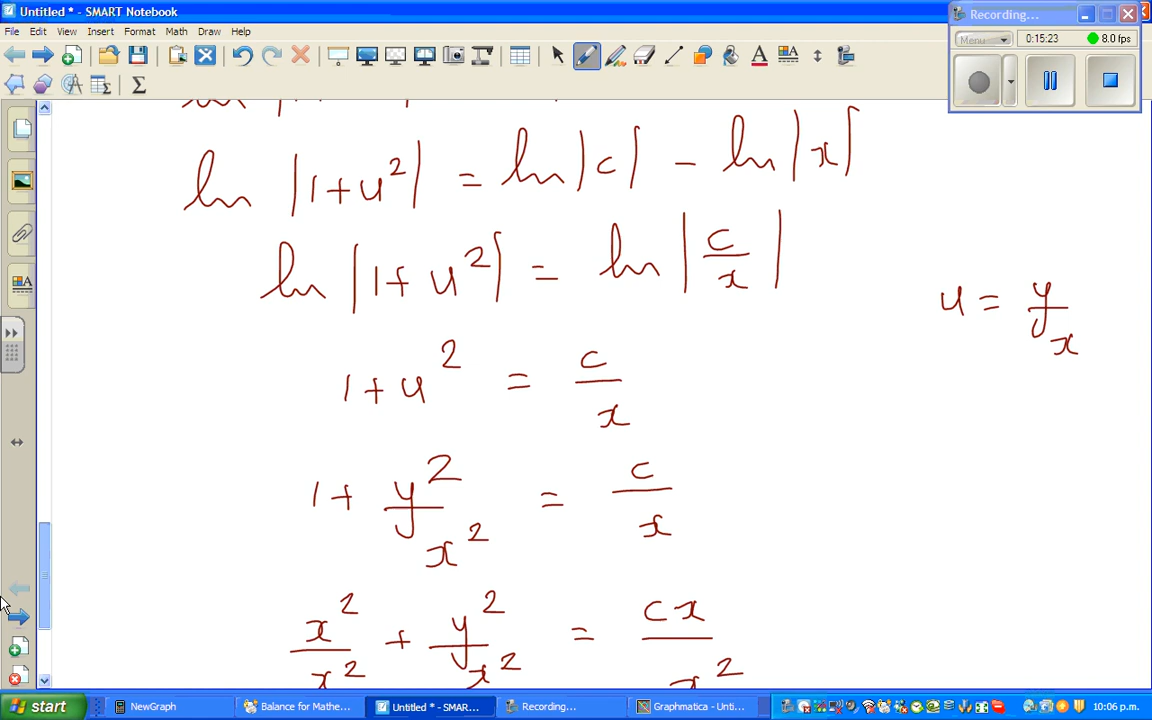 Untitled * - SMART Notebook
Recording...
File Edit View Insert Format Math Draw Help
Menu
0:15:23
8.0 fps
ln |1+u²| = ln |c| - ln |x|
ln |1+u²| = ln |c/x|
u = y/x
1+u² = c/x
1 + y²/x² = c/x
x²/x² + y²/x² = cx/x²
start
NewGraph
Balance for Mathe...
Untitled * - SMAR...
Recording...
Graphmatica - Unti...
10:06 p.m.